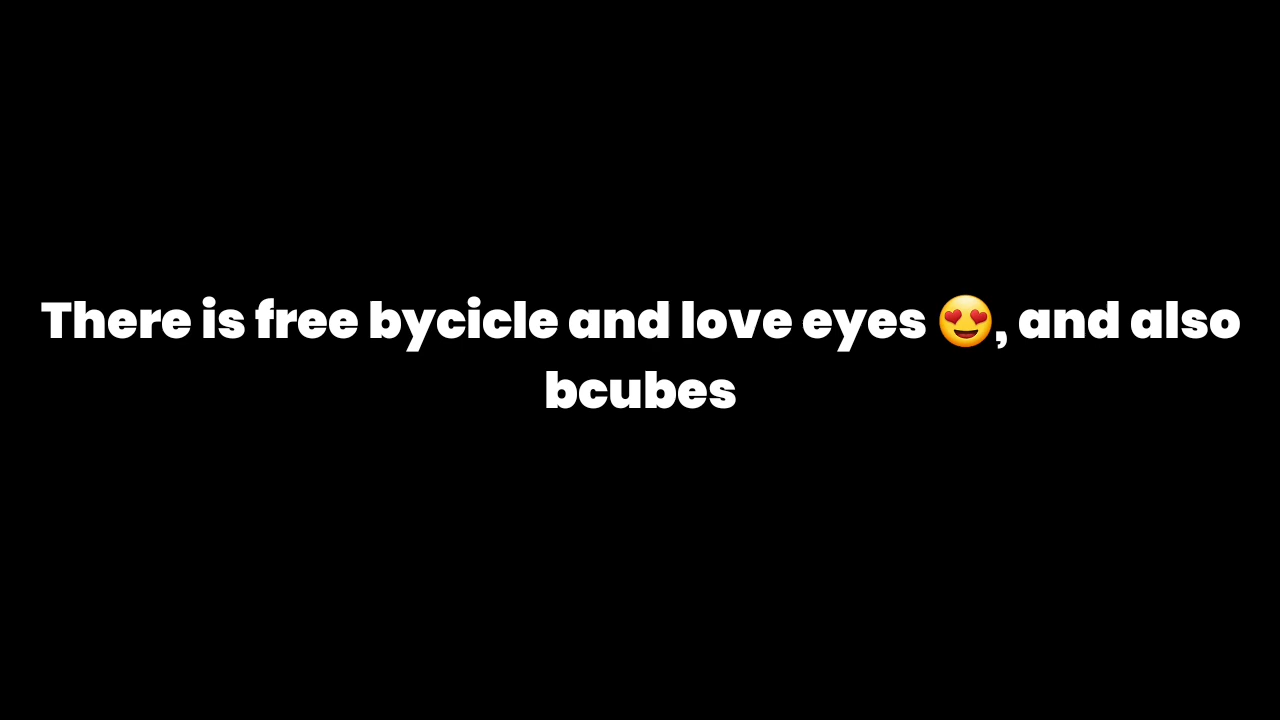 There is free bycicle and love eyes 😍, and also
bcubes